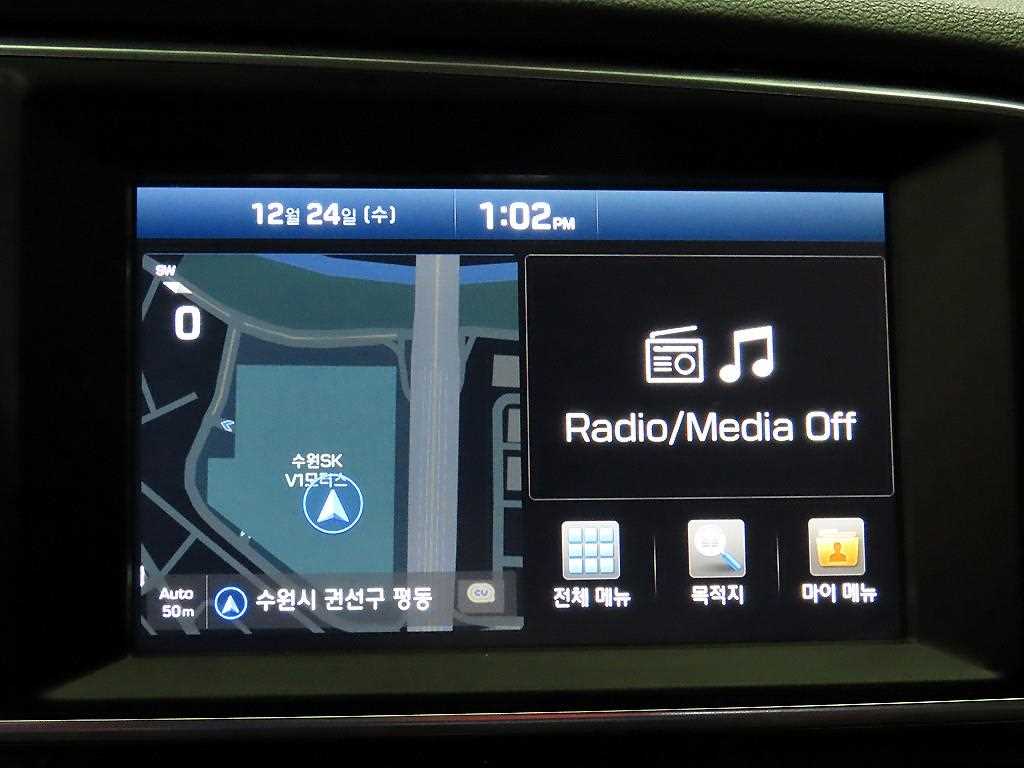 12월 24일 (수)
1:02PM
SW
0
수원SK
V1모터스
Auto
50m
수원시 권선구 평동
CU
Radio/Media Off
전체 메뉴
목적지
마이 메뉴